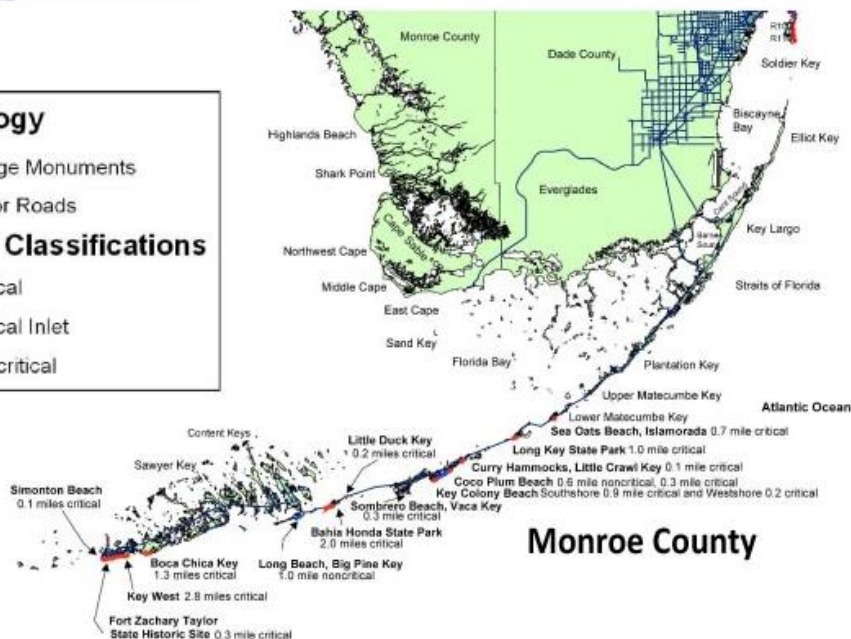 ogy
ge Monuments
or Roads
Classifications
cal
cal Inlet
critical
Monroe County
Dade County
Soldier Key
Biscayne
Bay
Highlands Beach
Elliot Key
Shark Point
Everglades
Card Sound
Cape Sable
Key Largo
Barnes
Sound
Northwest Cape
Middle Cape
Straits of Florida
East Cape
Sand Key
Florida Bay
Plantation Key
Upper Matecumbe Key
Atlantic Ocean
Lower Matecumbe Key
Sea Oats Beach, Islamorada 0.7 mile critical
Long Key State Park 1.0 mile critical
Curry Hammocks, Little Crawl Key 0.1 mile critical
Coco Plum Beach 0.6 mile noncritical, 0.3 mile critical
Key Colony Beach Southshore 0.9 mile critical and Westshore 0.2 critical
Content Keys
Little Duck Key
0.2 miles critical
Sawyer Key
Simonton Beach
0.1 miles critical
Sombrero Beach, Vaca Key
0.3 mile critical
Bahia Honda State Park
2.0 miles critical
Monroe County
Boca Chica Key
1.3 miles critical
Long Beach, Big Pine Key
1.0 mile noncritical
Key West 2.8 miles critical
Fort Zachary Taylor
State Historic Site 0.3 mile critical